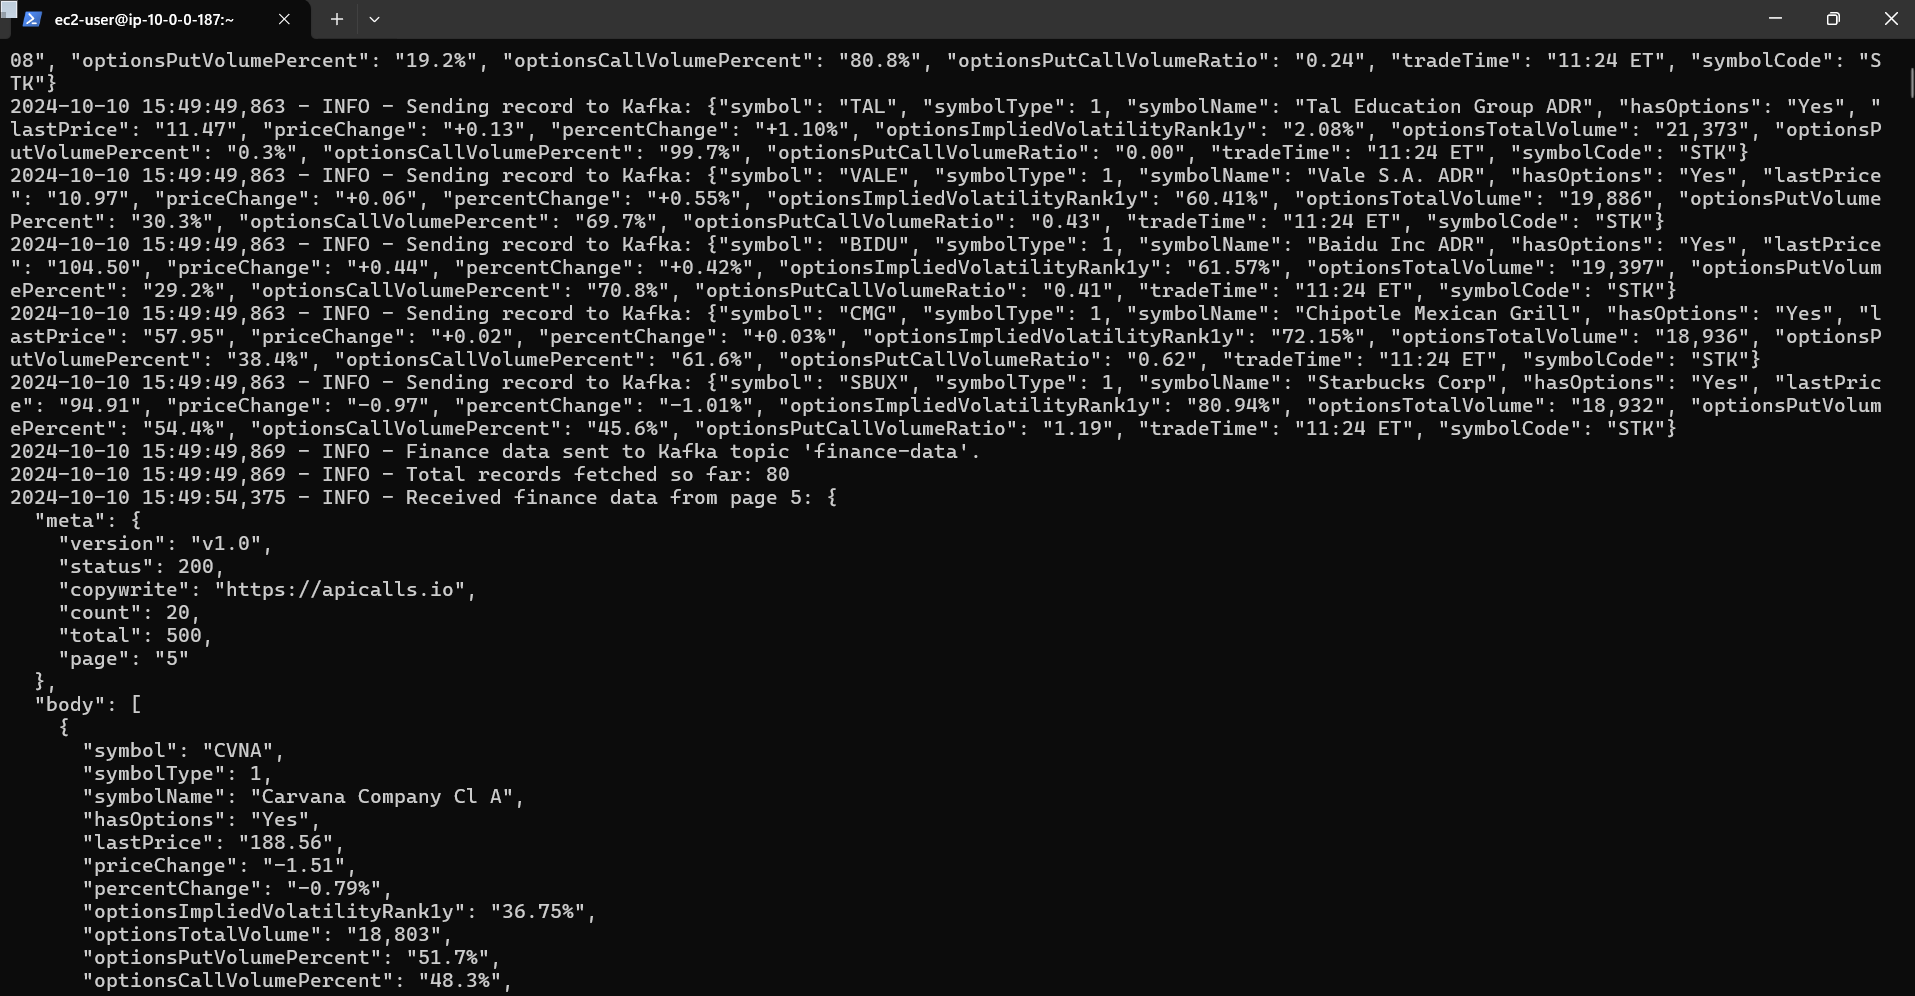 ec2-user@ip-10-0-0-187:~
08", "optionsPutVolumePercent": "19.2%", "optionsCallVolumePercent": "80.8%", "optionsPutCallVolumeRatio": "0.24", "tradeTime": "11:24 ET", "symbolCode": "S
TK"}
2024-10-10 15:49:49,863 - INFO - Sending record to Kafka: {"symbol": "TAL", "symbolType": 1, "symbolName": "Tal Education Group ADR", "hasOptions": "Yes", "
lastPrice": "11.47", "priceChange": "+0.13", "percentChange": "+1.10%", "optionsImpliedVolatilityRank1y": "2.08%", "optionsTotalVolume": "21,373", "optionsP
utVolumePercent": "0.3%", "optionsCallVolumePercent": "99.7%", "optionsPutCallVolumeRatio": "0.00", "tradeTime": "11:24 ET", "symbolCode": "STK"}
2024-10-10 15:49:49,863 - INFO - Sending record to Kafka: {"symbol": "VALE", "symbolType": 1, "symbolName": "Vale S.A. ADR", "hasOptions": "Yes", "lastPrice
": "10.97", "priceChange": "+0.06", "percentChange": "+0.55%", "optionsImpliedVolatilityRank1y": "60.41%", "optionsTotalVolume": "19,886", "optionsPutVolume
Percent": "30.3%", "optionsCallVolumePercent": "69.7%", "optionsPutCallVolumeRatio": "0.43", "tradeTime": "11:24 ET", "symbolCode": "STK"}
2024-10-10 15:49:49,863 - INFO - Sending record to Kafka: {"symbol": "BIDU", "symbolType": 1, "symbolName": "Baidu Inc ADR", "hasOptions": "Yes", "lastPrice
": "104.50", "priceChange": "+0.44", "percentChange": "+0.42%", "optionsImpliedVolatilityRank1y": "61.57%", "optionsTotalVolume": "19,397", "optionsPutVolum
ePercent": "29.2%", "optionsCallVolumePercent": "70.8%", "optionsPutCallVolumeRatio": "0.41", "tradeTime": "11:24 ET", "symbolCode": "STK"}
2024-10-10 15:49:49,863 - INFO - Sending record to Kafka: {"symbol": "CMG", "symbolType": 1, "symbolName": "Chipotle Mexican Grill", "hasOptions": "Yes", "l
astPrice": "57.95", "priceChange": "+0.02", "percentChange": "+0.03%", "optionsImpliedVolatilityRank1y": "72.15%", "optionsTotalVolume": "18,936", "optionsP
utVolumePercent": "38.4%", "optionsCallVolumePercent": "61.6%", "optionsPutCallVolumeRatio": "0.62", "tradeTime": "11:24 ET", "symbolCode": "STK"}
2024-10-10 15:49:49,863 - INFO - Sending record to Kafka: {"symbol": "SBUX", "symbolType": 1, "symbolName": "Starbucks Corp", "hasOptions": "Yes", "lastPric
e": "94.91", "priceChange": "-0.97", "percentChange": "-1.01%", "optionsImpliedVolatilityRank1y": "80.94%", "optionsTotalVolume": "18,932", "optionsPutVolum
ePercent": "54.4%", "optionsCallVolumePercent": "45.6%", "optionsPutCallVolumeRatio": "1.19", "tradeTime": "11:24 ET", "symbolCode": "STK"}
2024-10-10 15:49:49,869 - INFO - Finance data sent to Kafka topic 'finance-data'.
2024-10-10 15:49:49,869 - INFO - Total records fetched so far: 80
2024-10-10 15:49:54,375 - INFO - Received finance data from page 5: {
"meta": {
"version": "v1.0",
"status": 200,
"copywrite": "https://apicalls.io",
"count": 20,
"total": 500,
"page": "5"
},
"body": [
{
"symbol": "CVNA",
"symbolType": 1,
"symbolName": "Carvana Company Cl A",
"hasOptions": "Yes",
"lastPrice": "188.56",
"priceChange": "-1.51",
"percentChange": "-0.79%",
"optionsImpliedVolatilityRank1y": "36.75%",
"optionsTotalVolume": "18,803",
"optionsPutVolumePercent": "51.7%",
"optionsCallVolumePercent": "48.3%",